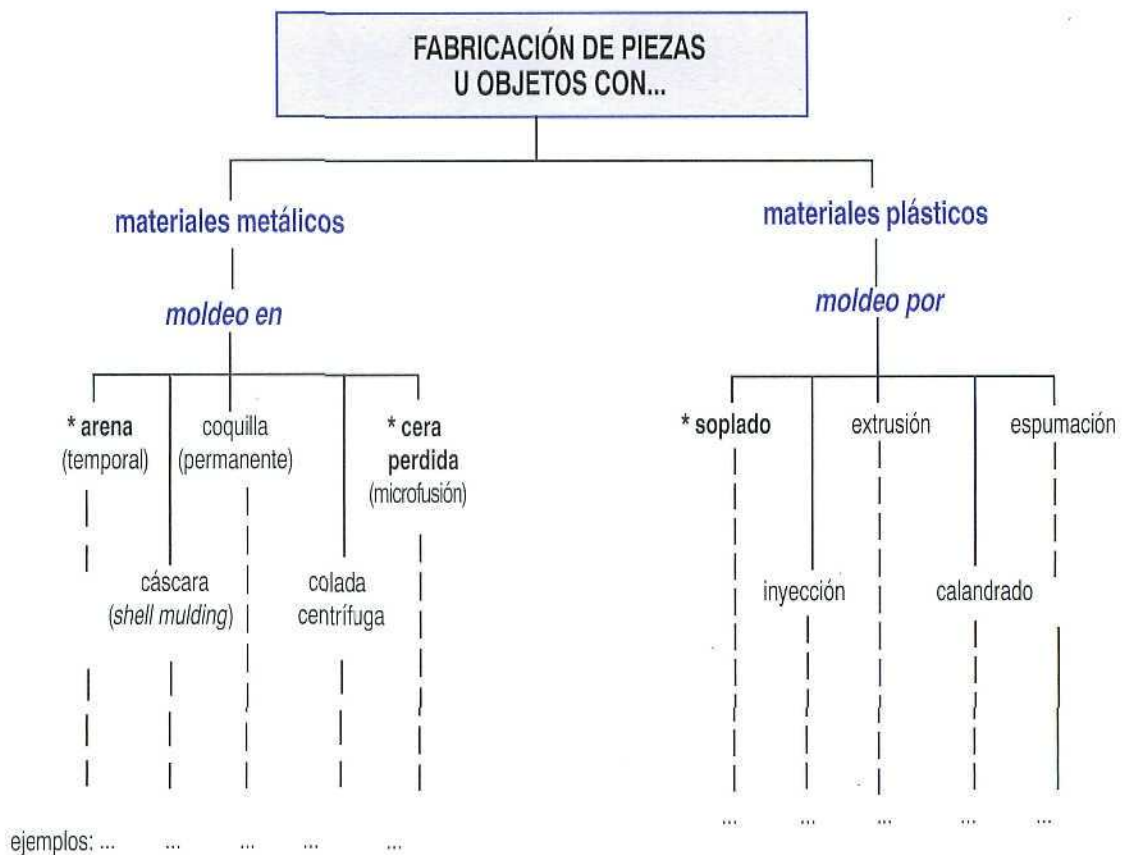 FABRICACIÓN DE PIEZAS
U OBJETOS CON...
materiales metálicos
materiales plásticos
moldeo en
moldeo por
* arena
(temporal)
coquilla
(permanente)
* cera
perdida
(microfusión)
* soplado
extrusión
espumación
cáscara
(shell mulding)
colada
centrífuga
inyección
calandrado
... ... ... ... ...
ejemplos: ... ... ... ... ...